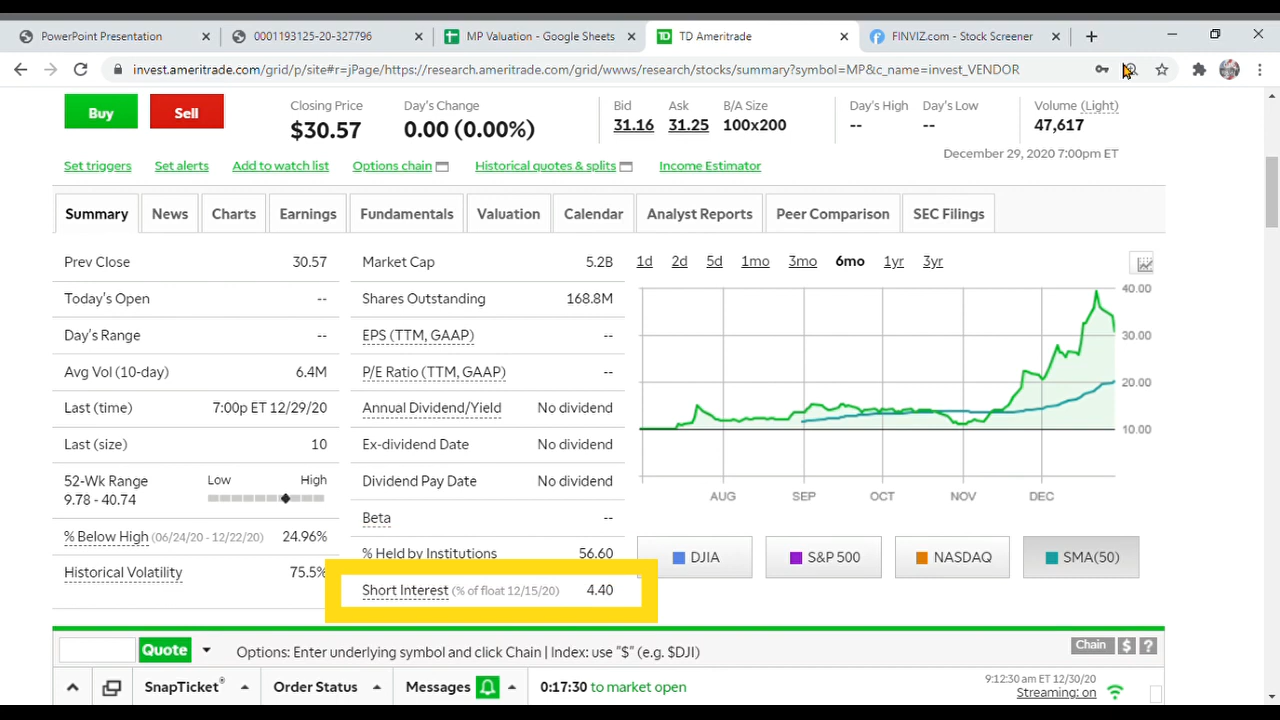 PowerPoint Presentation
0001193125-20-327796
MP Valuation - Google Sheets
TD Ameritrade
FINVIZ.com - Stock Screener
invest.ameritrade.com/grid/p/site#r=jPage/https://research.ameritrade.com/grid/wwws/research/stocks/summary?symbol=MP&c_name=invest_VENDOR
Buy
Sell
Closing Price
$30.57
Day's Change
0.00 (0.00%)
Bid
31.16
Ask
31.25
B/A Size
100x200
Day's High
--
Day's Low
--
Volume (Light)
47,617
December 29, 2020 7:00pm ET
Set triggers
Set alerts
Add to watch list
Options chain
Historical quotes & splits
Income Estimator
Summary
News
Charts
Earnings
Fundamentals
Valuation
Calendar
Analyst Reports
Peer Comparison
SEC Filings
Prev Close 30.57
Today's Open --
Day's Range --
Avg Vol (10-day) 6.4M
Last (time) 7:00p ET 12/29/20
Last (size) 10
52-Wk Range Low High
9.78 - 40.74
% Below High (06/24/20 - 12/22/20) 24.96%
Historical Volatility 75.5%
Market Cap 5.2B
Shares Outstanding 168.8M
EPS (TTM, GAAP) --
P/E Ratio (TTM, GAAP) --
Annual Dividend/Yield No dividend
Ex-dividend Date No dividend
Dividend Pay Date No dividend
Beta --
% Held by Institutions 56.60
Short Interest (% of float 12/15/20) 4.40
1d 2d 5d 1mo 3mo 6mo 1yr 3yr
40.00
30.00
20.00
10.00
AUG SEP OCT NOV DEC
DJIA
S&P 500
NASDAQ
SMA(50)
Quote
Options: Enter underlying symbol and click Chain | Index: use "$" (e.g. $DJI)
Chain $ ?
SnapTicket®
Order Status
Messages
0:17:30 to market open
9:12:30 am ET 12/30/20
Streaming: on